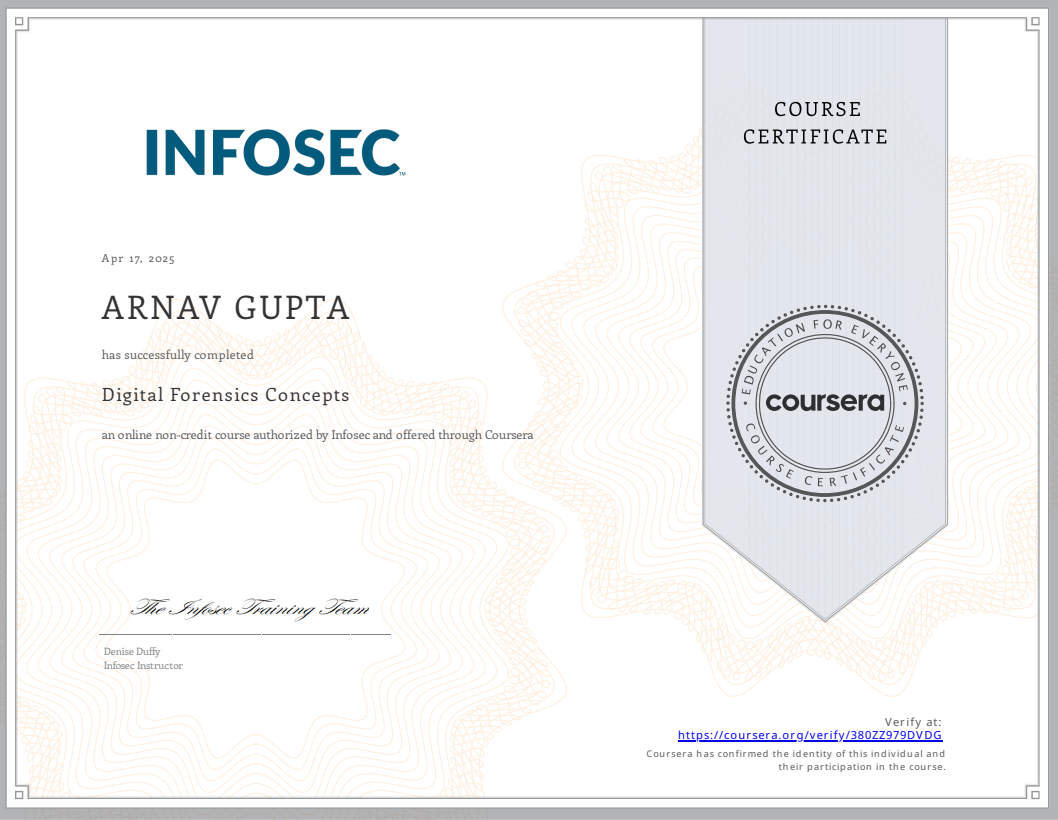 COURSE
CERTIFICATE
INFOSEC™
Apr 17, 2025
ARNAV GUPTA
has successfully completed
Digital Forensics Concepts
an online non-credit course authorized by Infosec and offered through Coursera
EDUCATION FOR EVERYONE
coursera
COURSE CERTIFICATE
The Infosec Training Team
Denise Duffy
Infosec Instructor
Verify at:
https://coursera.org/verify/380ZZ979DVDG
Coursera has confirmed the identity of this individual and
their participation in the course.